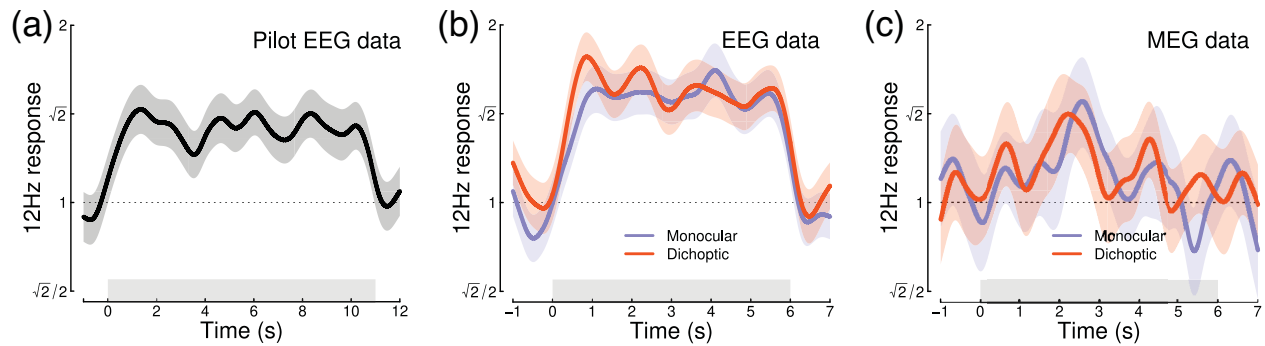 (a)
Pilot EEG data
12Hz response
2
√2
1
√2/2
0 2 4 6 8 10 12
Time (s)
(b)
EEG data
12Hz response
2
√2
1
√2/2
Monocular
Dichoptic
−1 0 1 2 3 4 5 6 7
Time (s)
(c)
MEG data
12Hz response
2
√2
1
√2/2
Monocular
Dichoptic
−1 0 1 2 3 4 5 6 7
Time (s)